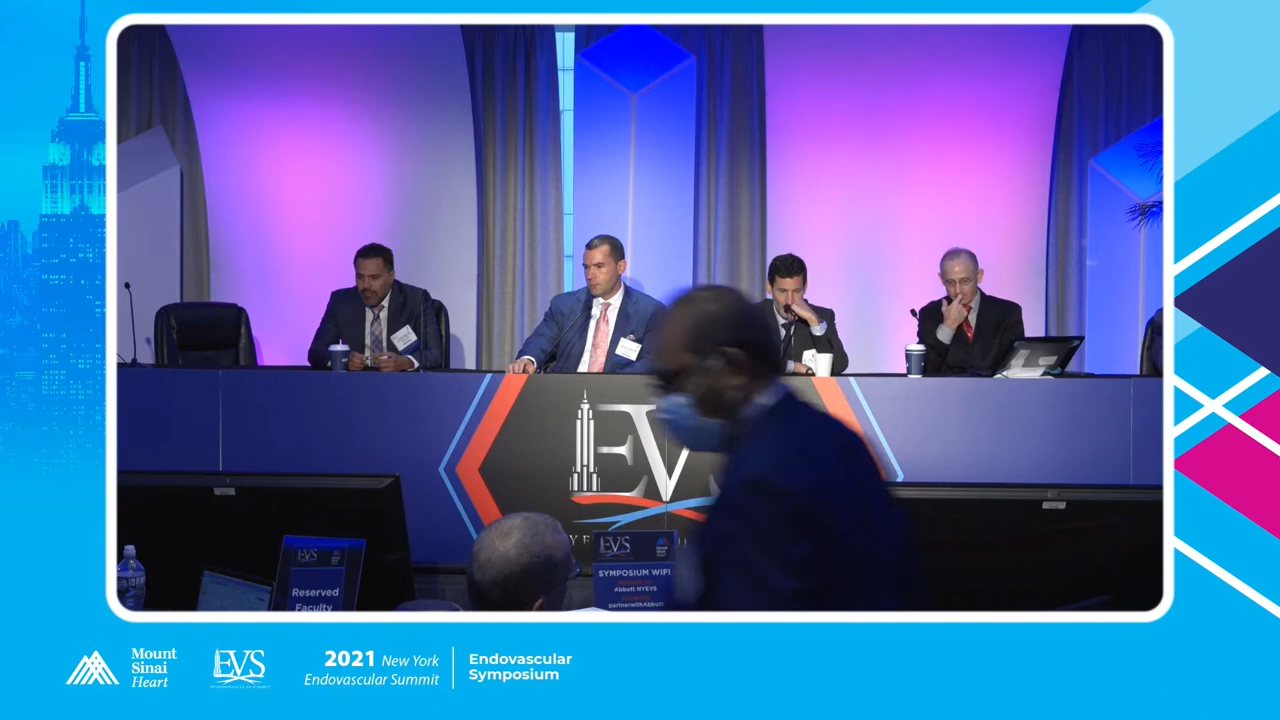 EVS
EVS
SYMPOSIUM WIFI
Abbott NYEVS
partnerwithAbbott
Reserved
Faculty
Mount
Sinai
Heart
EVS
2021 New York
Endovascular Summit
Endovascular
Symposium